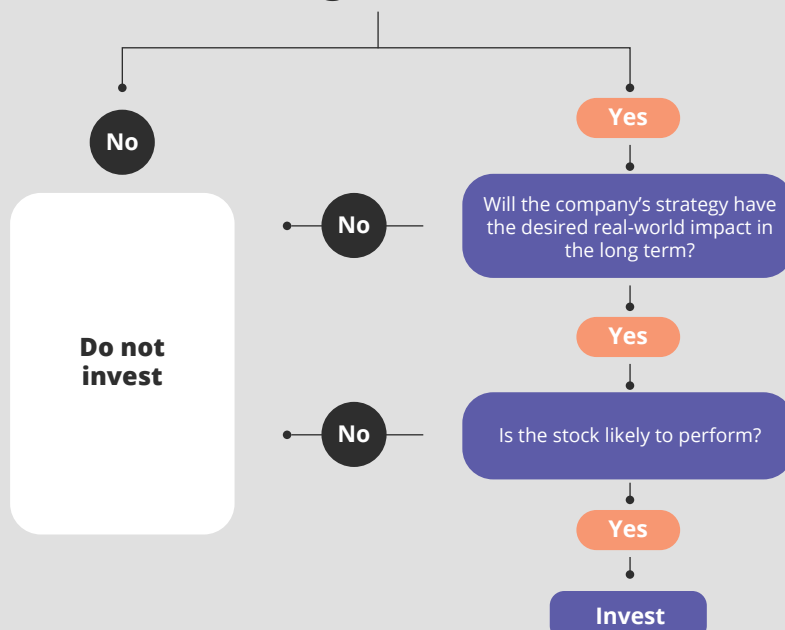 No
Yes
Will the company’s strategy have
the desired real-world impact in
the long term?
No
Yes
Do not
invest
No
Is the stock likely to perform?
Yes
Invest